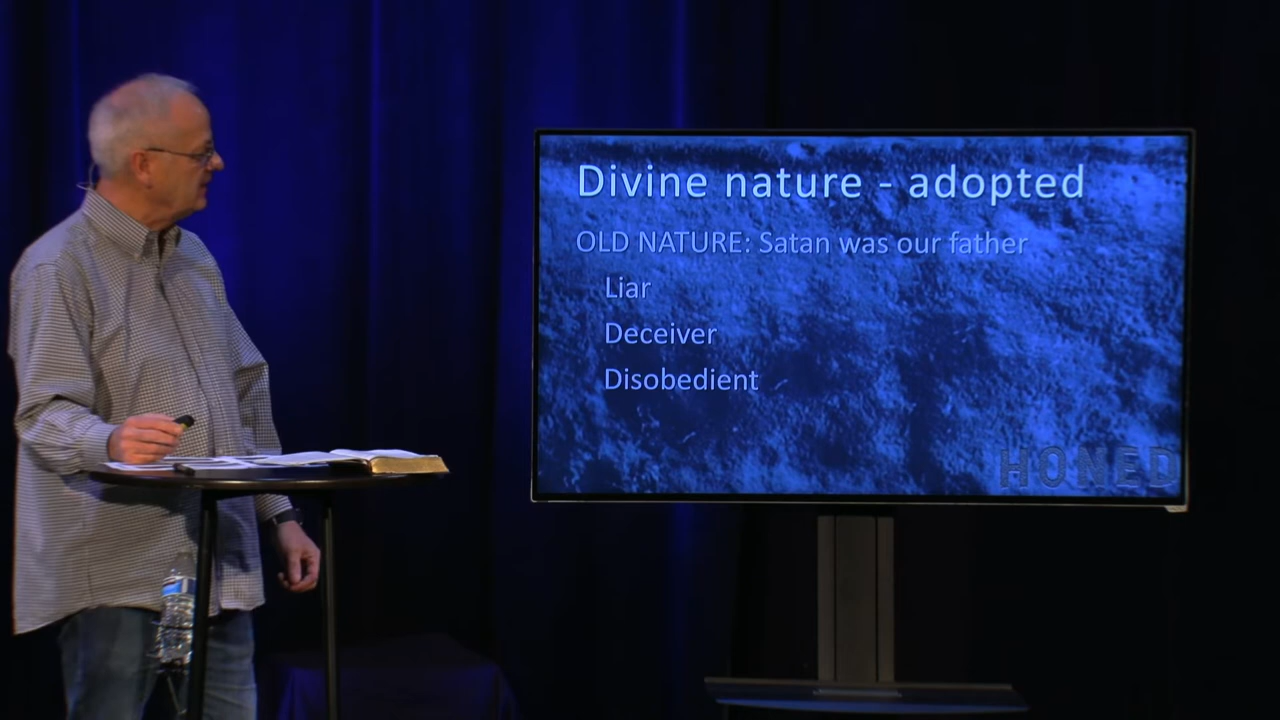 Divine nature - adopted
OLD NATURE: Satan was our father
Liar
Deceiver
Disobedient
HONED